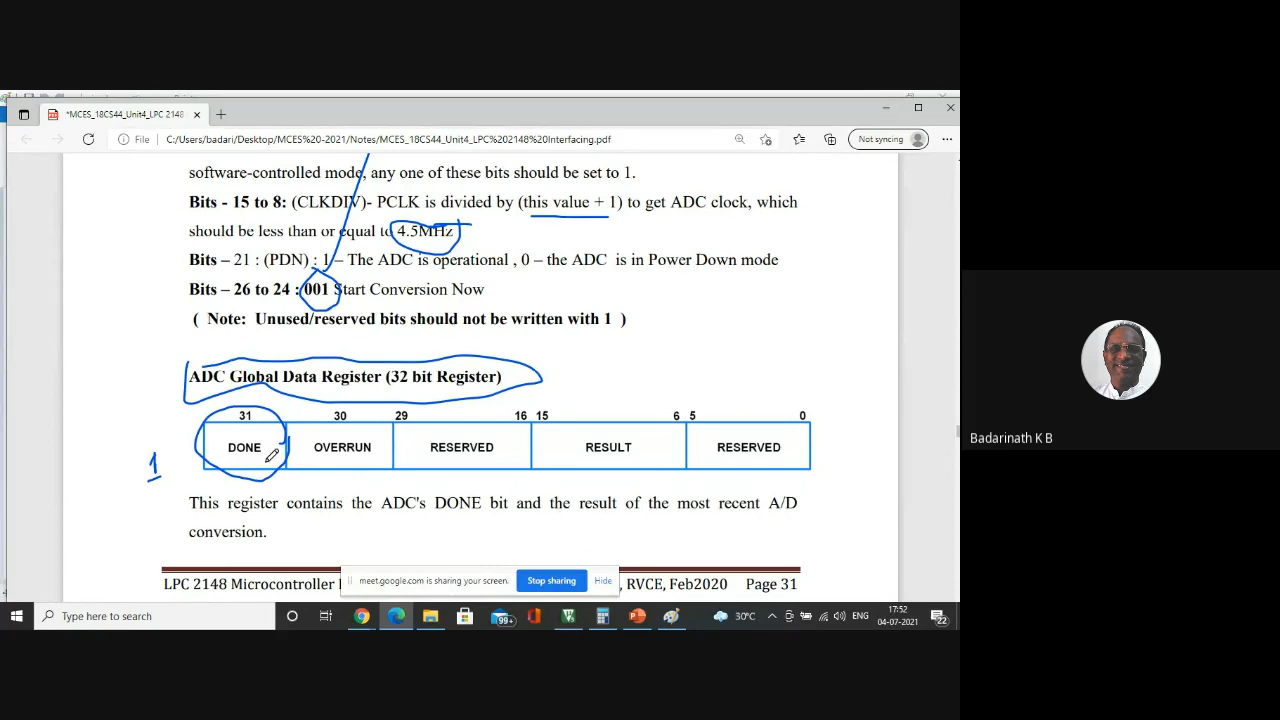 *MCES_18CS44_Unit4_LPC 2148
File
C:/Users/badari/Desktop/MCES%20-2021/Notes/MCES_18CS44_Unit4_LPC%202148%20Interfacing.pdf
Not syncing
software-controlled mode, any one of these bits should be set to 1.
Bits - 15 to 8: (CLKDIV)- PCLK is divided by (this value + 1) to get ADC clock, which
should be less than or equal to 4.5MHz
Bits – 21 : (PDN) : 1 – The ADC is operational , 0 – the ADC is in Power Down mode
Bits – 26 to 24 : 001 Start Conversion Now
( Note: Unused/reserved bits should not be written with 1 )
ADC Global Data Register (32 bit Register)
31 30 29 16 15 6 5 0
DONE OVERRUN RESERVED RESULT RESERVED
1
This register contains the ADC's DONE bit and the result of the most recent A/D
conversion.
LPC 2148 Microcontroller
, RVCE, Feb2020 Page 31
meet.google.com is sharing your screen.
Stop sharing
Hide
Type here to search
99+
30°C
ENG
17:52
04-07-2021
22
Badarinath K B